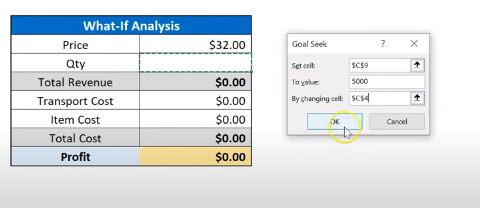 What-If Analysis
Price $32.00
Qty
Total Revenue $0.00
Transport Cost $0.00
Item Cost $0.00
Total Cost $0.00
Profit $0.00
Goal Seek ? ×
Set cell: $C$9
To value: 5000
By changing cell: $C$4
OK Cancel